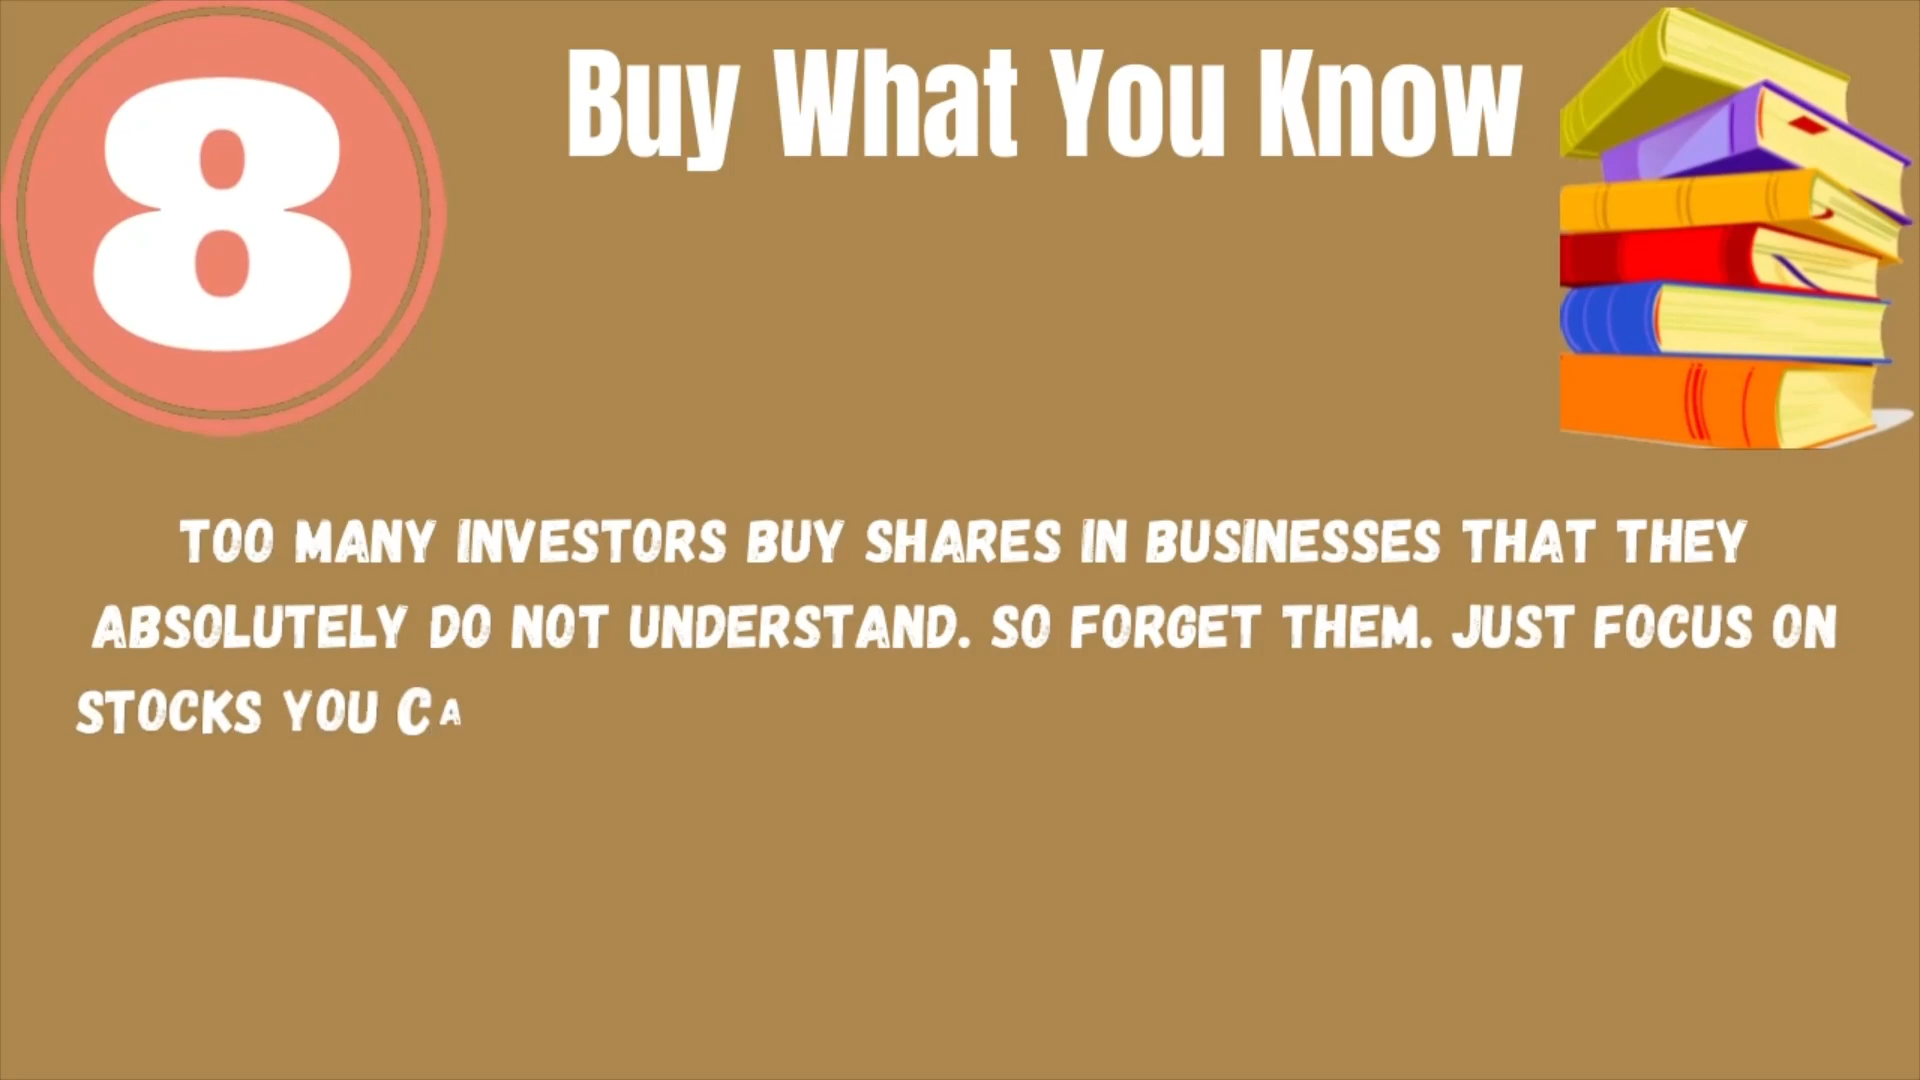 8
Buy What You Know
TOO MANY INVESTORS BUY SHARES IN BUSINESSES THAT THEY
ABSOLUTELY DO NOT UNDERSTAND. SO FORGET THEM. JUST FOCUS ON
STOCKS YOU CA